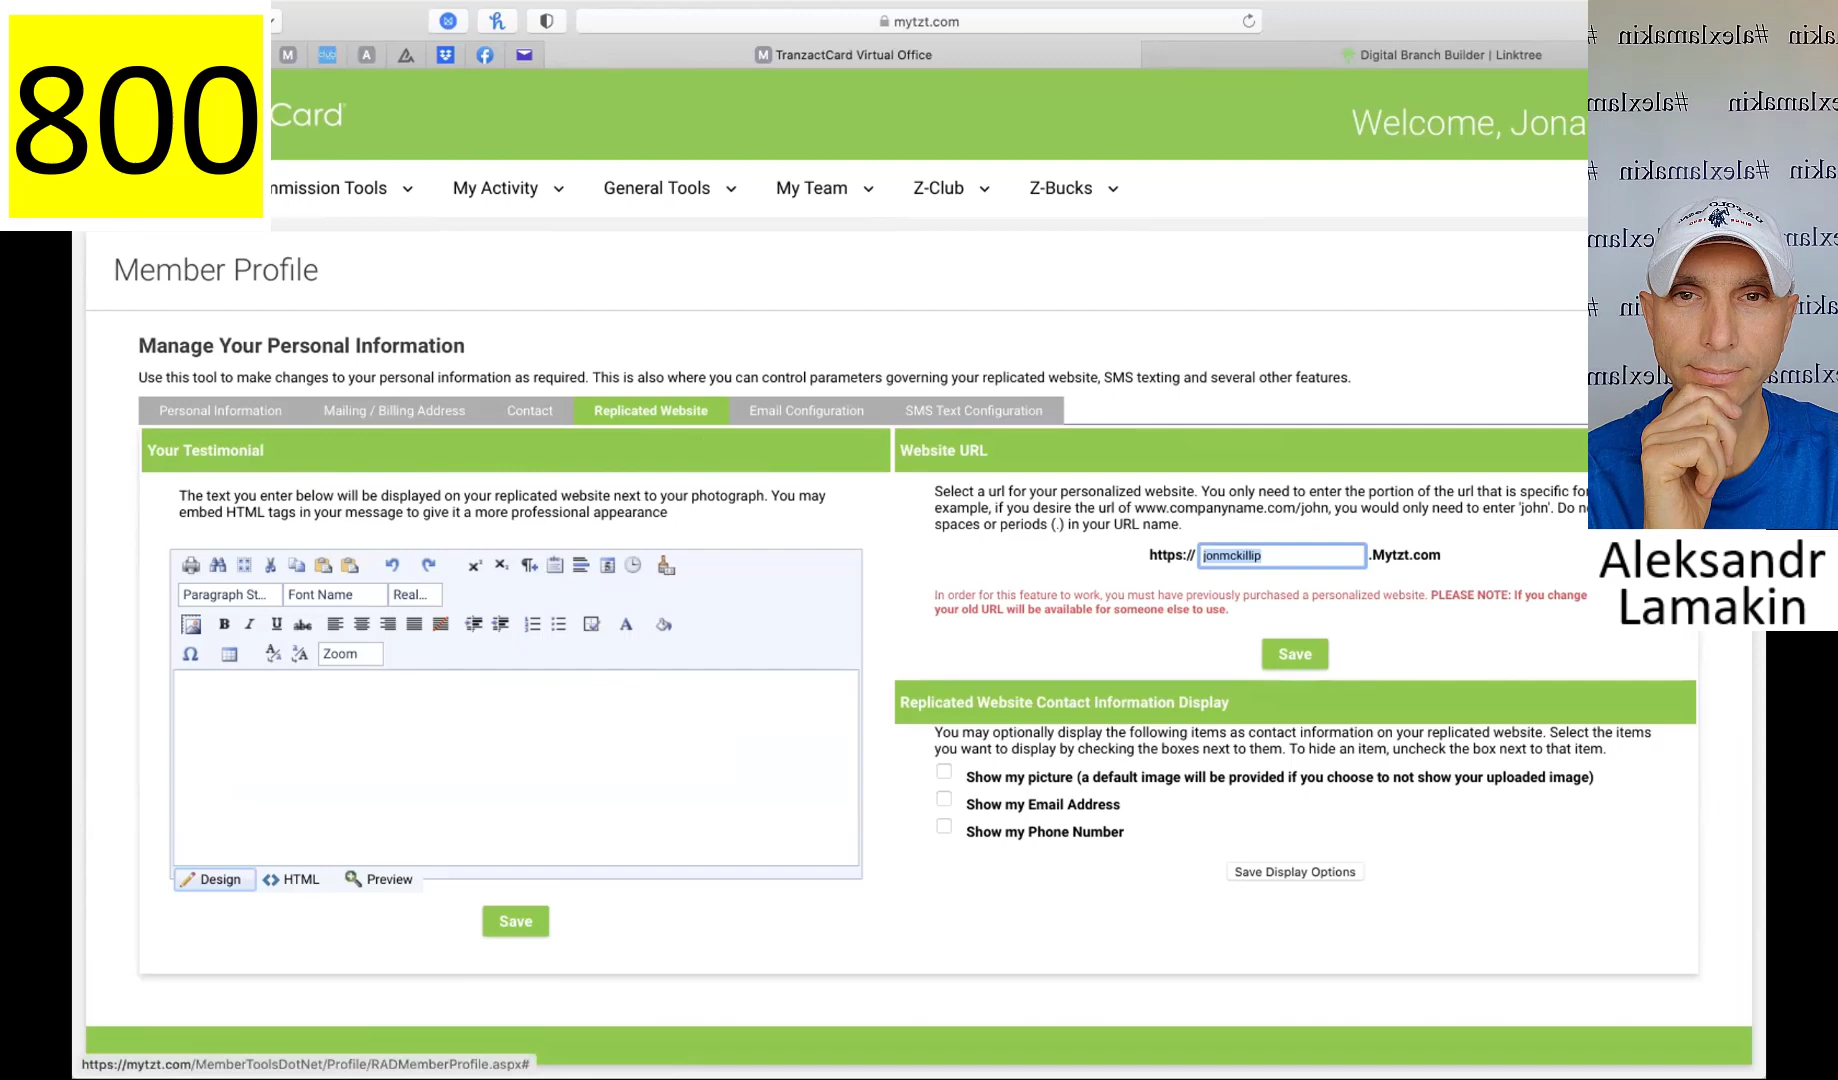 800
mytzt.com
TranzactCard Virtual Office
Digital Branch Builder | Linktree
Card
Welcome, Jona
nmission Tools
My Activity
General Tools
My Team
Z-Club
Z-Bucks
Member Profile
Manage Your Personal Information
Use this tool to make changes to your personal information as required. This is also where you can control parameters governing your replicated website, SMS texting and several other features.
Personal Information
Mailing / Billing Address
Contact
Replicated Website
Email Configuration
SMS Text Configuration
Your Testimonial
The text you enter below will be displayed on your replicated website next to your photograph. You may
embed HTML tags in your message to give it a more professional appearance
Paragraph St...
Font Name
Real...
B I U abc
Zoom
Design
HTML
Preview
Save
Website URL
Select a url for your personalized website. You only need to enter the portion of the url that is specific for
example, if you desire the url of www.companyname.com/john, you would only need to enter 'john'. Do n
spaces or periods (.) in your URL name.
https:// jonmckillip .Mytzt.com
In order for this feature to work, you must have previously purchased a personalized website. PLEASE NOTE: If you change
your old URL will be available for someone else to use.
Save
Replicated Website Contact Information Display
You may optionally display the following items as contact information on your replicated website. Select the items
you want to display by checking the boxes next to them. To hide an item, uncheck the box next to that item.
Show my picture (a default image will be provided if you choose to not show your uploaded image)
Show my Email Address
Show my Phone Number
Save Display Options
https://mytzt.com/MemberToolsDotNet/Profile/RADMemberProfile.aspx#
#alexlamakin
Aleksandr
Lamakin